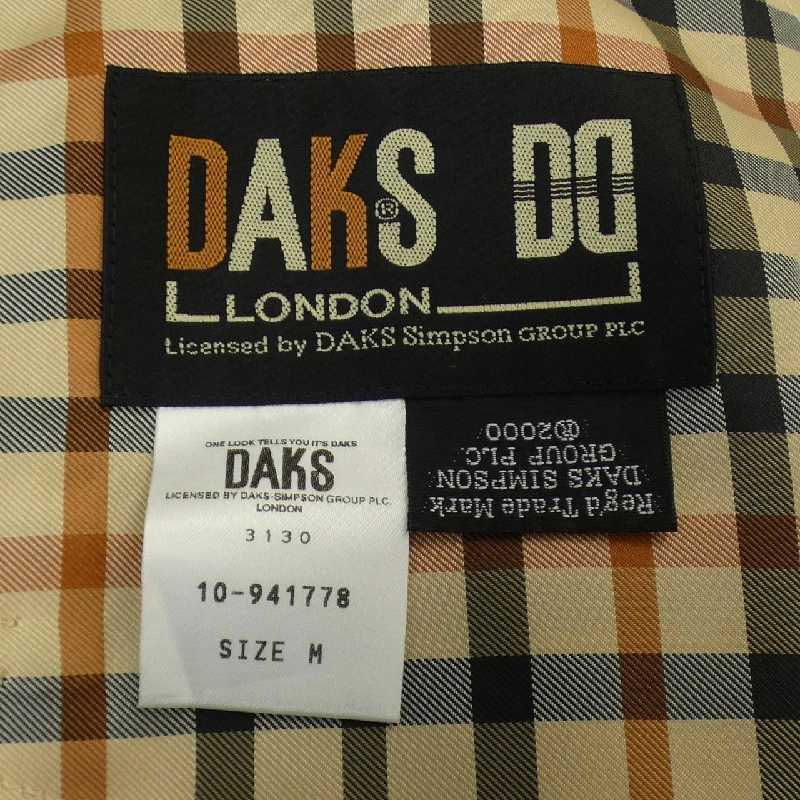 DAKS® DD
LONDON
Licensed by DAKS Simpson GROUP PLC
ONE LOOK TELLS YOU IT'S DAKS
DAKS
LICENSED BY DAKS-SIMPSON GROUP PLC.
LONDON
3130
10-941778
SIZE M
Reg'd Trade Mark
DAKS SIMPSON
GROUP PLC
®2000